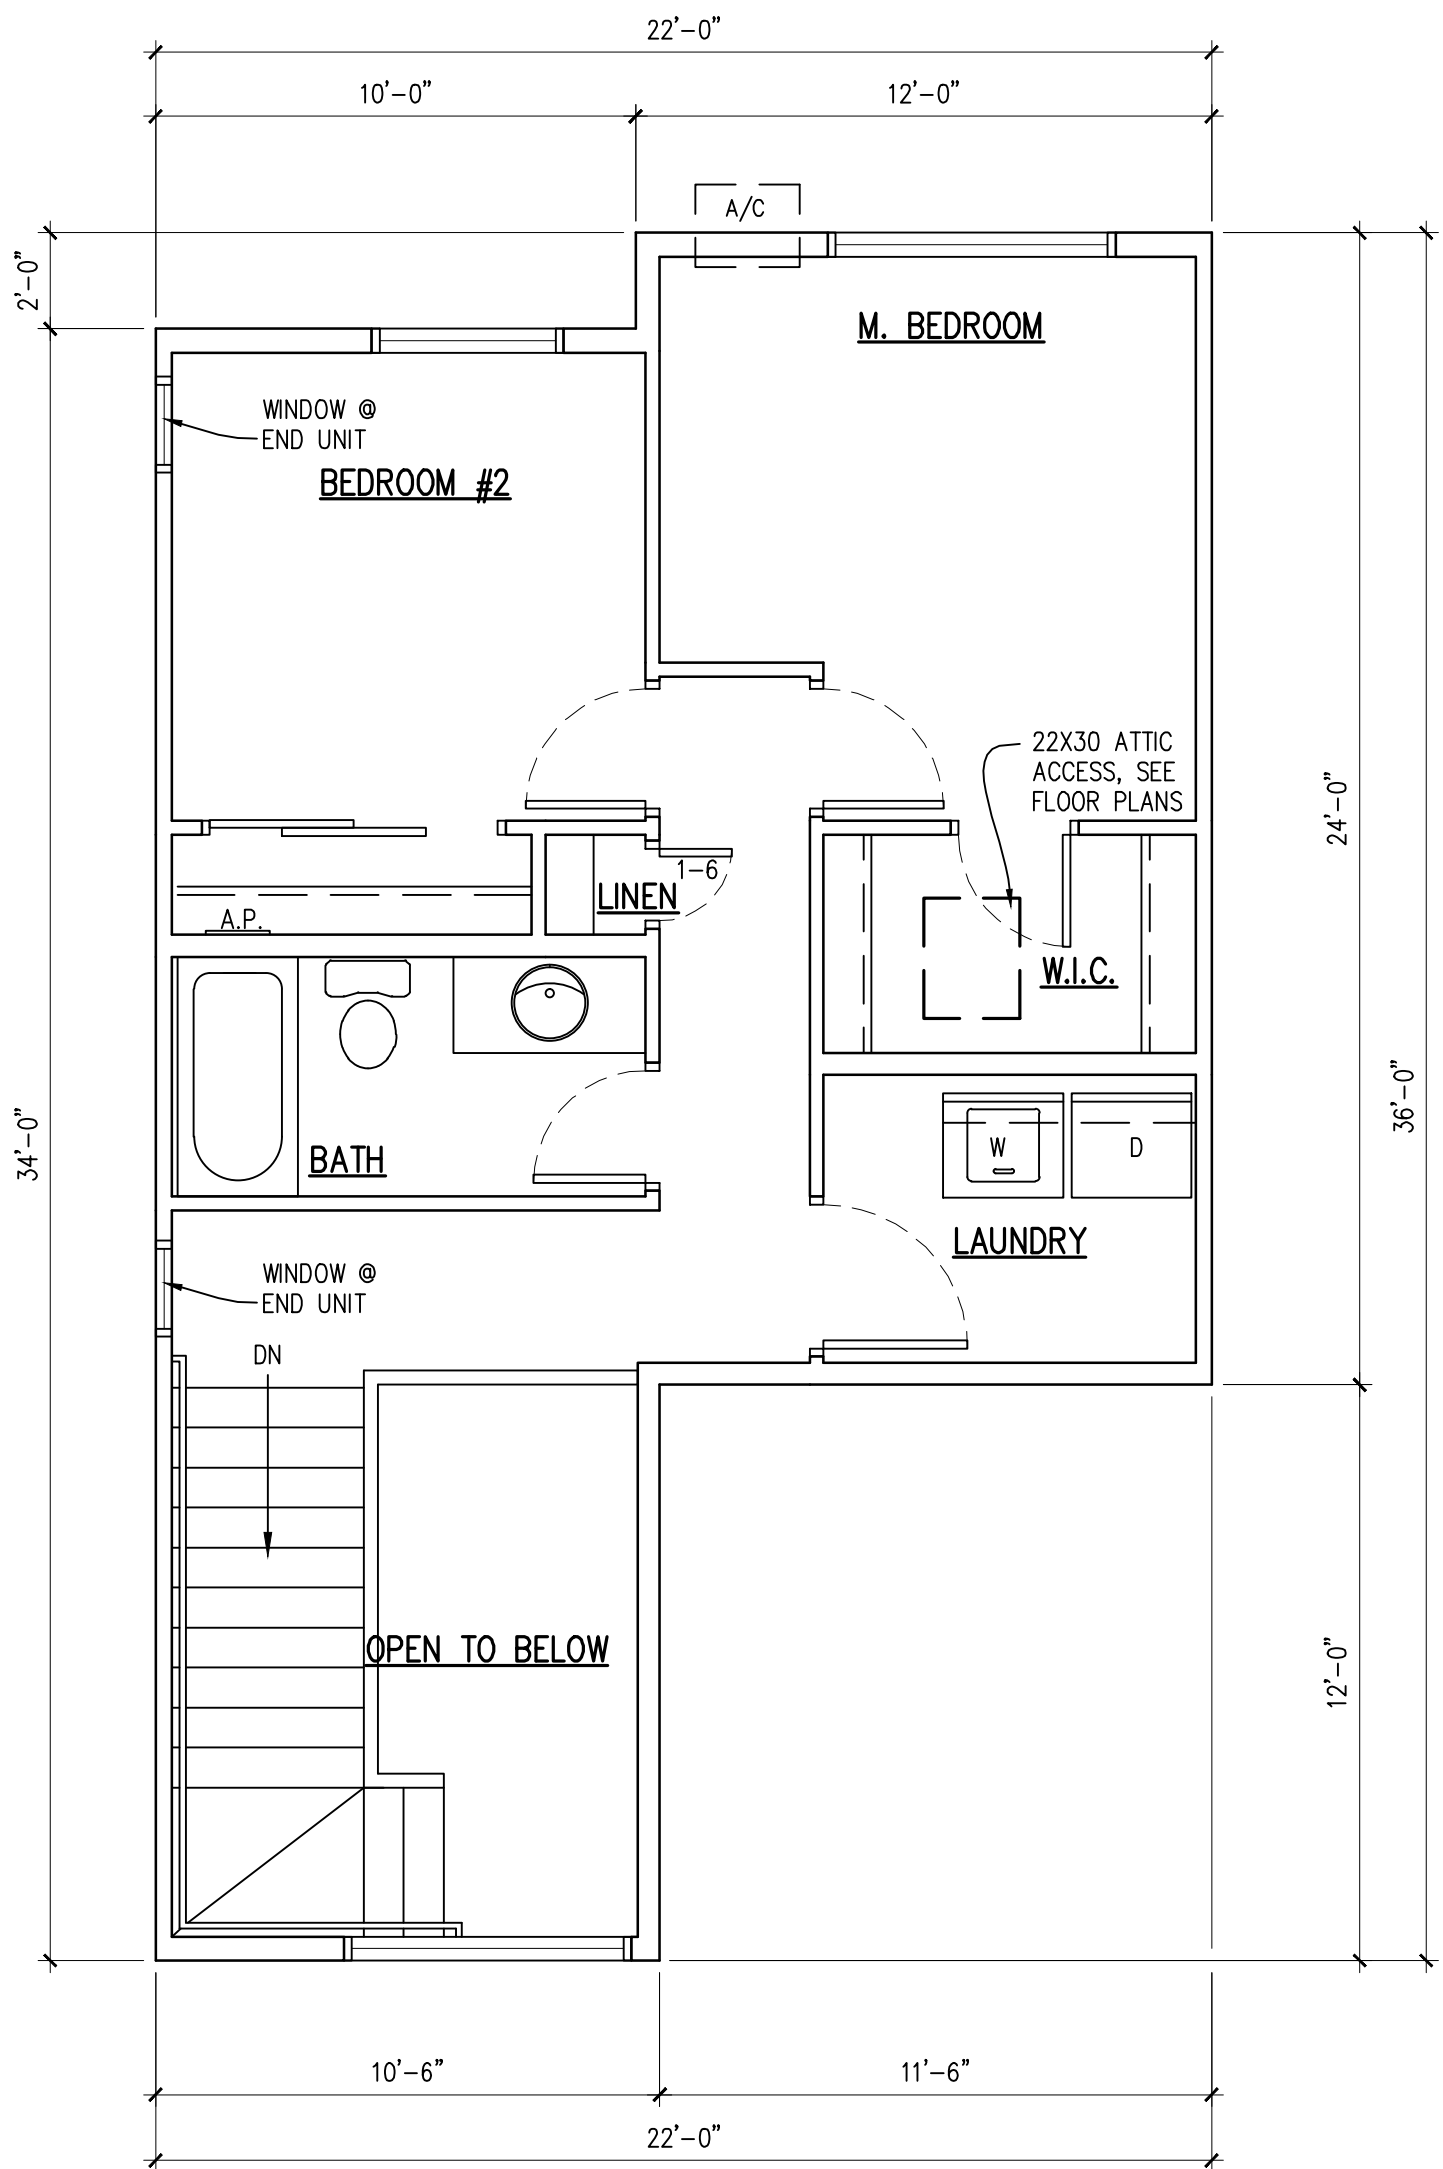 22'-0"
10'-0"
12'-0"
A/C
2'-0"
M. BEDROOM
WINDOW @
END UNIT
BEDROOM #2
22X30 ATTIC
ACCESS, SEE
FLOOR PLANS
24'-0"
1-6
LINEN
A.P.
W.I.C.
36'-0"
34'-0"
W
D
BATH
LAUNDRY
WINDOW @
END UNIT
DN
OPEN TO BELOW
12'-0"
10'-6"
11'-6"
22'-0"